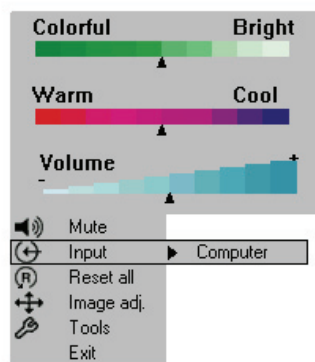 Colorful Bright
Warm Cool
Volume
- +
Mute
Input Computer
R Reset all
Image adj.
Tools
Exit